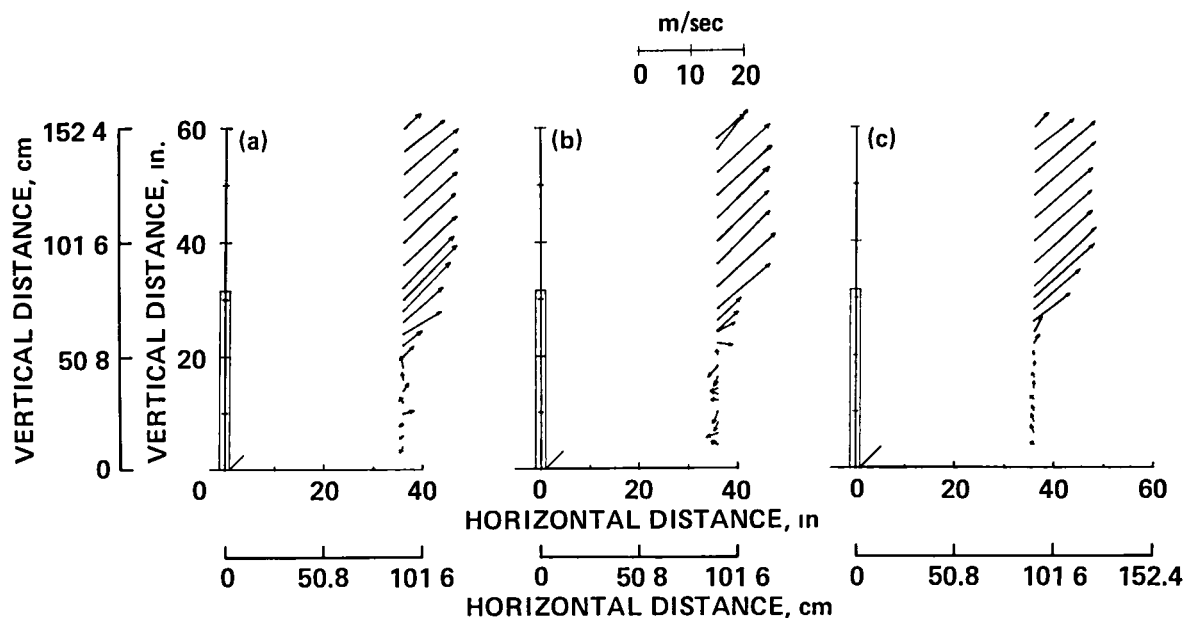 m/sec
0 10 20
152 4
101 6
50 8
0
VERTICAL DISTANCE, cm
60
40
20
0
VERTICAL DISTANCE, in.
(a)
(b)
(c)
0 20 40
0 20 40
0 20 40 60
HORIZONTAL DISTANCE, in
0 50.8 101 6
0 50 8 101 6
0 50.8 101 6 152.4
HORIZONTAL DISTANCE, cm